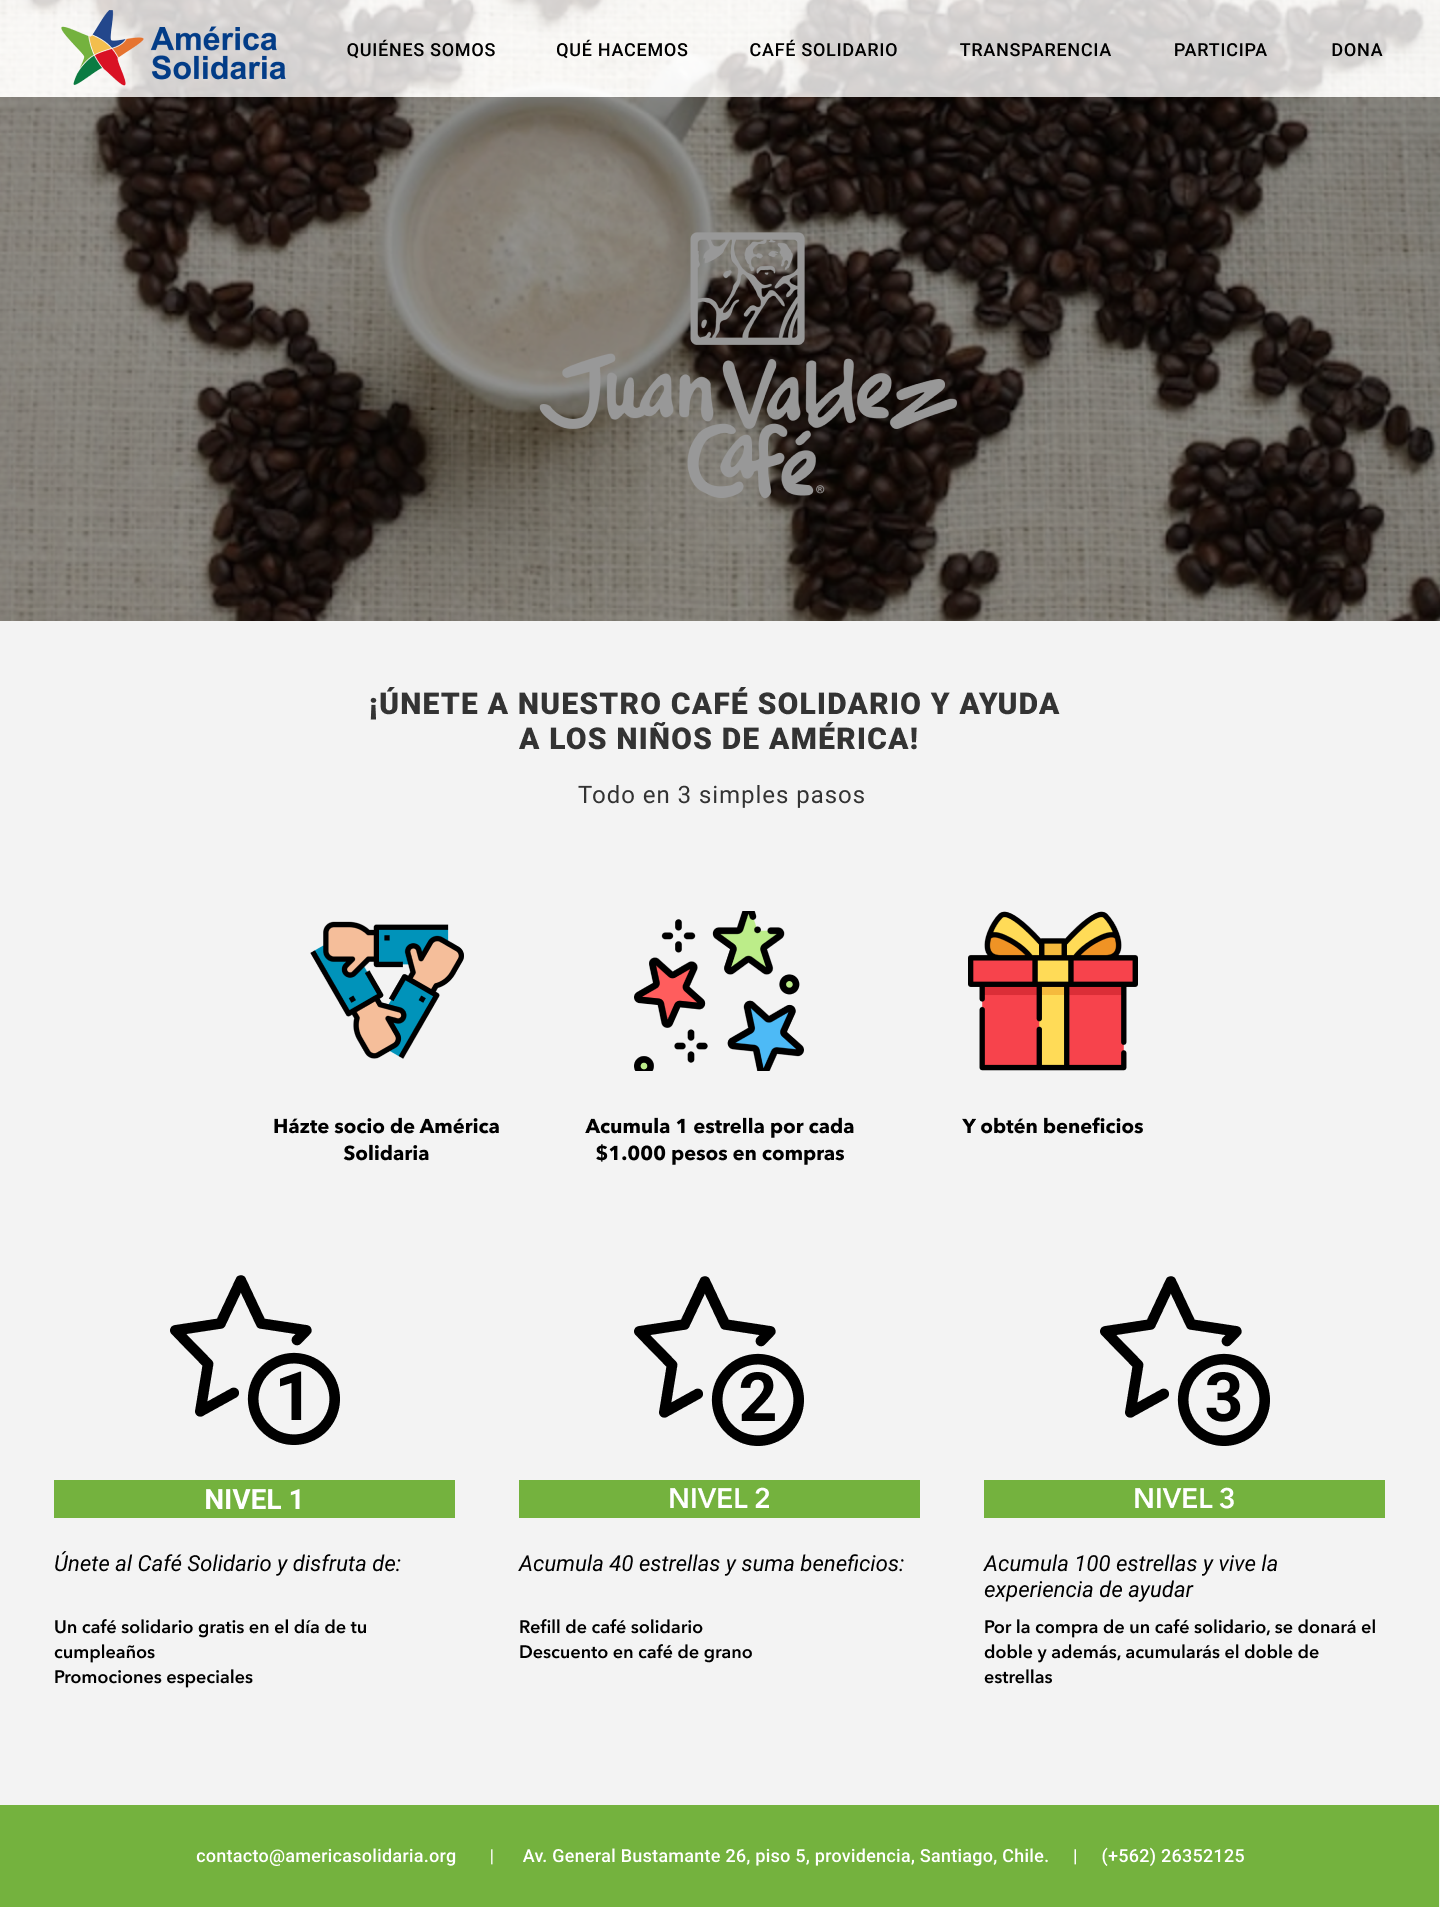 América
Solidaria
QUIÉNES SOMOS
QUÉ HACEMOS
CAFÉ SOLIDARIO
TRANSPARENCIA
PARTICIPA
DONA
Juan Valdez
Café®
¡ÚNETE A NUESTRO CAFÉ SOLIDARIO Y AYUDA
A LOS NIÑOS DE AMÉRICA!
Todo en 3 simples pasos
Házte socio de América
Solidaria
Acumula 1 estrella por cada
$1.000 pesos en compras
Y obtén beneficios
1
2
3
NIVEL 1
NIVEL 2
NIVEL 3
Únete al Café Solidario y disfruta de:
Un café solidario gratis en el día de tu
cumpleaños
Promociones especiales
Acumula 40 estrellas y suma beneficios:
Refill de café solidario
Descuento en café de grano
Acumula 100 estrellas y vive la
experiencia de ayudar
Por la compra de un café solidario, se donará el
doble y además, acumularás el doble de
estrellas
contacto@americasolidaria.org | Av. General Bustamante 26, piso 5, providencia, Santiago, Chile. | (+562) 26352125